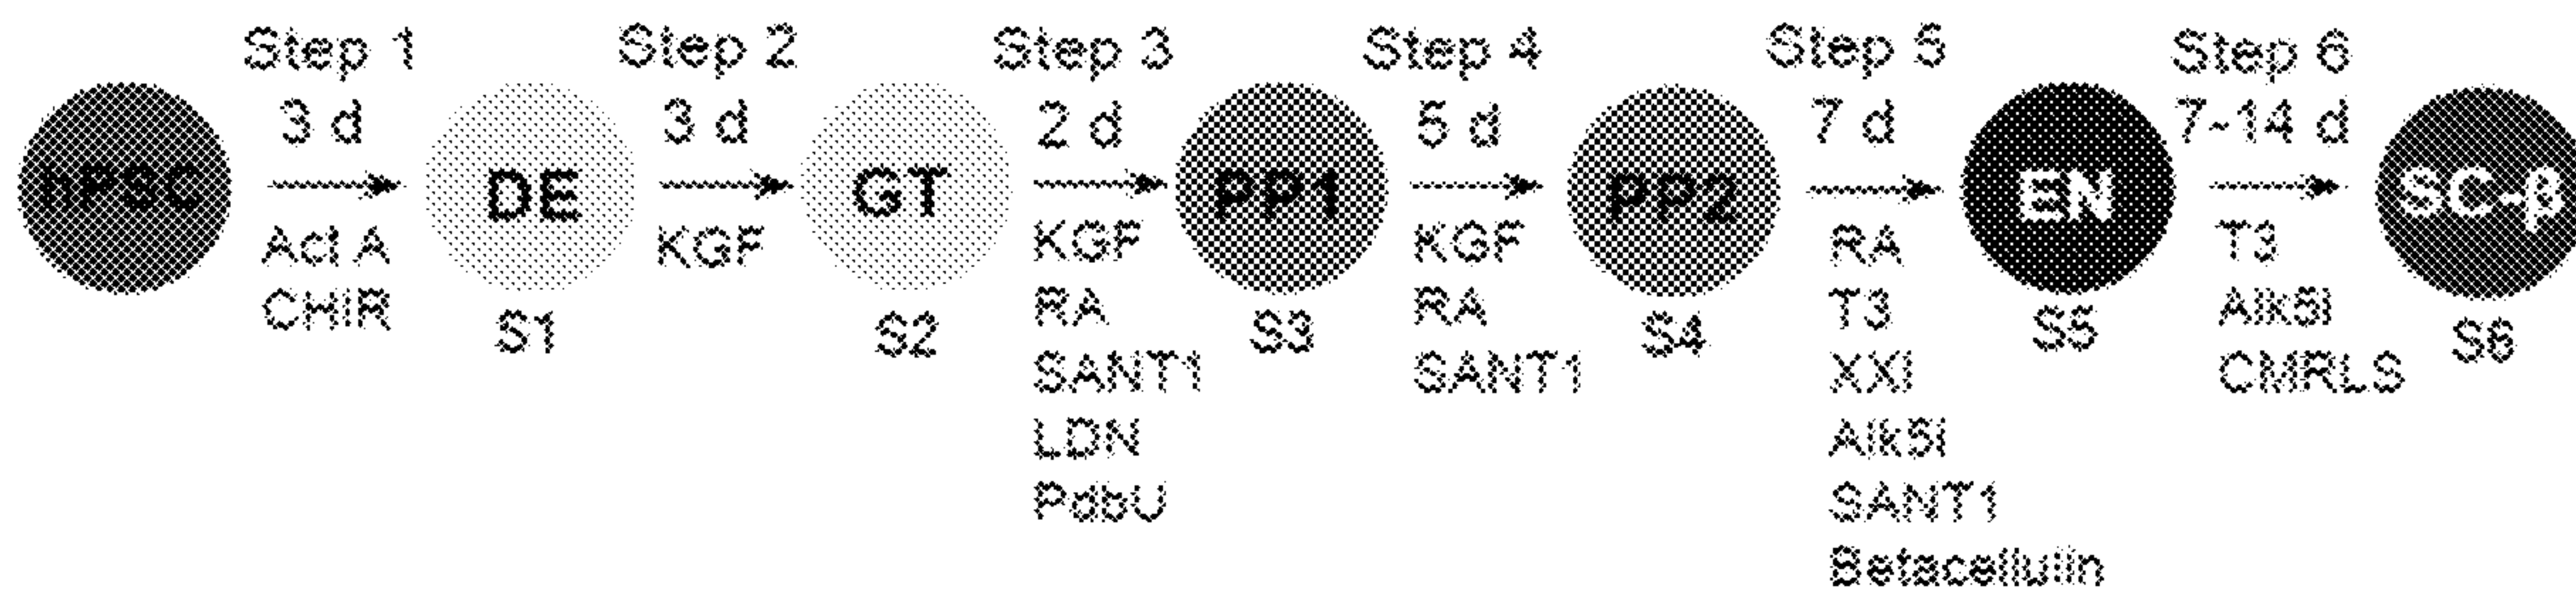 hPSC
Step 1
3 d
Act A
CHIR
DE
S1
Step 2
3 d
KGF
GT
S2
Step 3
2 d
KGF
RA
SANT1
LDN
PdbU
PP1
S3
Step 4
5 d
KGF
RA
SANT1
PP2
S4
Step 5
7 d
RA
T3
XXI
Alk5i
SANT1
Betacellulin
EN
S5
Step 6
7-14 d
T3
Alk5i
CMRLS
SC-β
S6